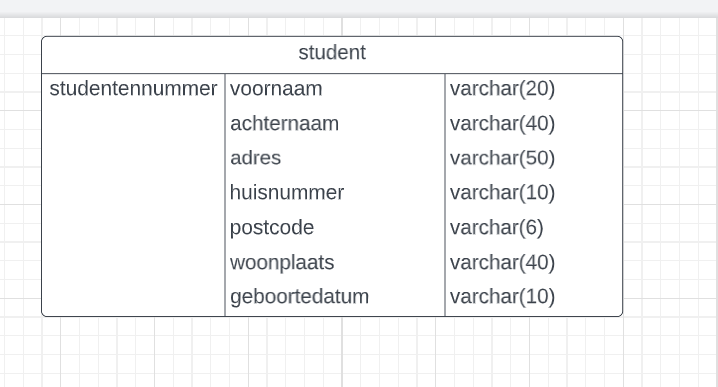 student
studentennummer voornaam varchar(20)
achternaam varchar(40)
adres varchar(50)
huisnummer varchar(10)
postcode varchar(6)
woonplaats varchar(40)
geboortedatum varchar(10)